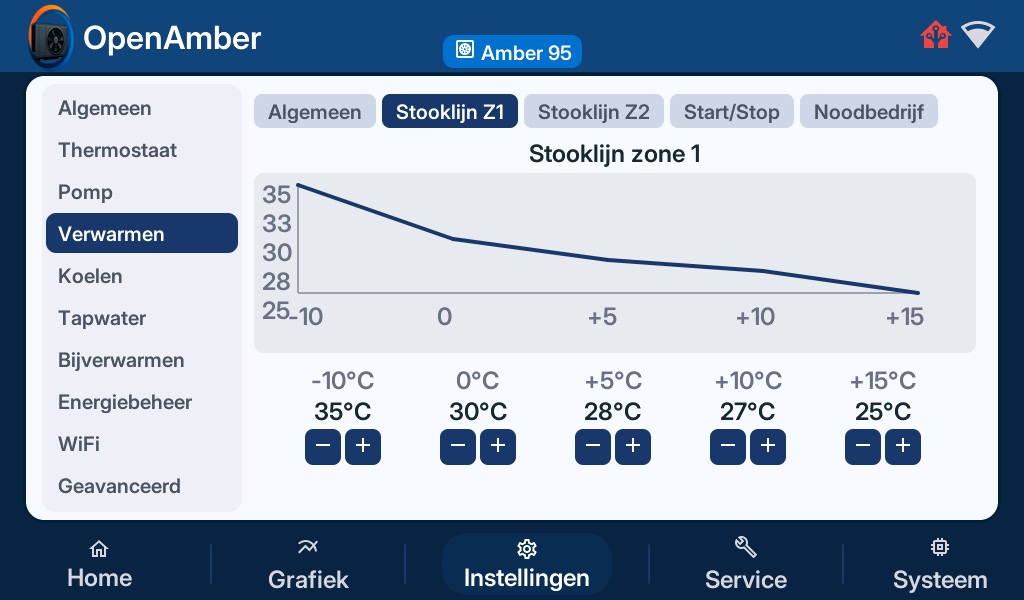 OpenAmber
Amber 95
Algemeen
Thermostaat
Pomp
Verwarmen
Koelen
Tapwater
Bijverwarmen
Energiebeheer
WiFi
Geavanceerd
Algemeen Stooklijn Z1 Stooklijn Z2 Start/Stop Noodbedrijf
Stooklijn zone 1
35
33
30
28
25
-10 0 +5 +10 +15
-10°C 0°C +5°C +10°C +15°C
35°C 30°C 28°C 27°C 25°C
− + − + − + − + − +
Home Grafiek Instellingen Service Systeem